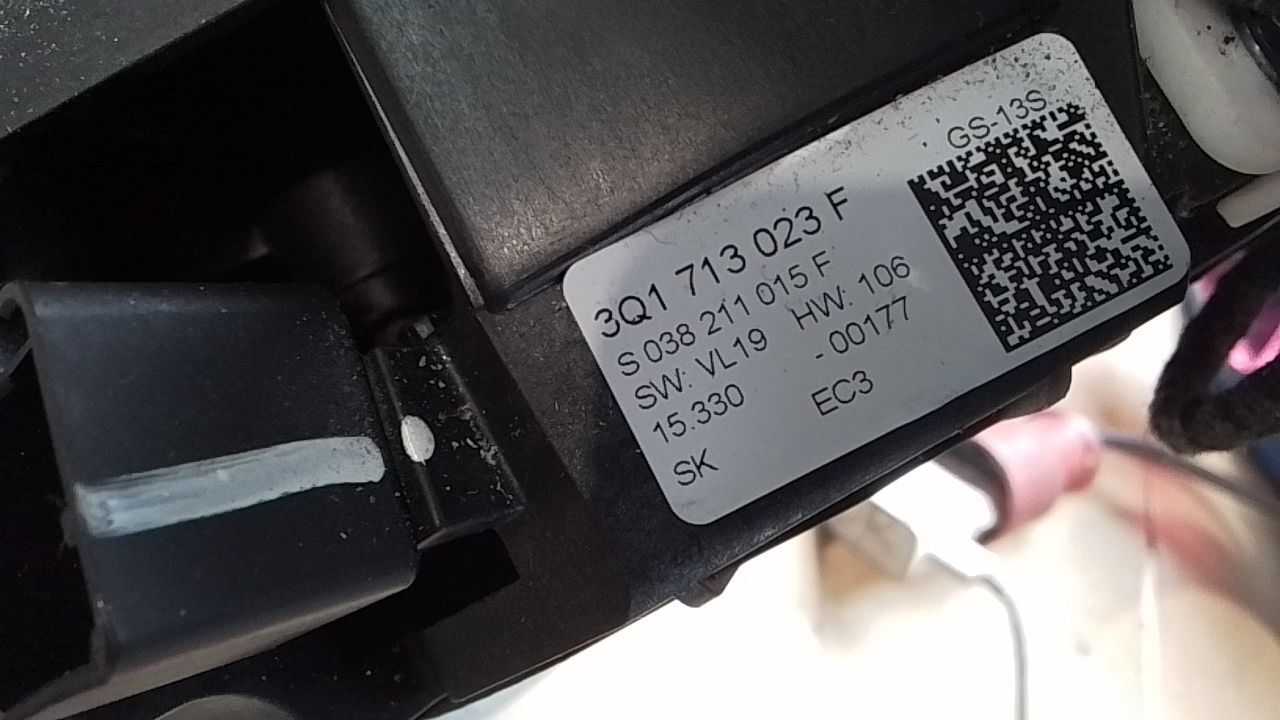 GS-13S
3Q1 713 023 F
S 038 211 015 F
SW: VL19 HW: 106
15.330 - 00177
SK EC3